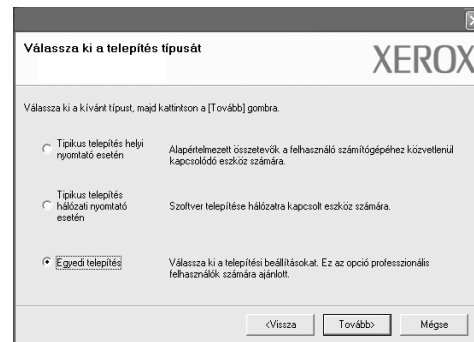 Válassza ki a telepítés típusát
XEROX
Válassza ki a kívánt típust, majd kattintson a [Tovább] gombra.
Tipikus telepítés helyi
nyomtató esetén
Alapértelmezett összetevők a felhasználó számítógépéhez közvetlenül
kapcsolódó eszköz számára.
Tipikus telepítés
hálózati nyomtató
esetén
Szoftver telepítése hálózatra kapcsolt eszköz számára.
Egyedi telepítés
Válassza ki a telepítési beállításokat. Ez az opció professzionális
felhasználók számára ajánlott.
<Vissza
Tovább>
Mégse